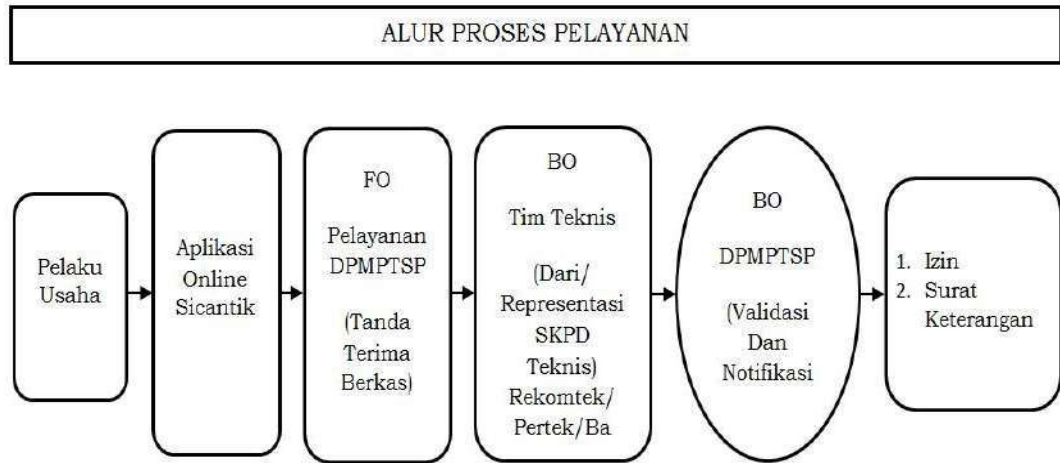 ALUR PROSES PELAYANAN
Pelaku
Usaha
Aplikasi
Online
Sicantik
FO
Pelayanan
DPMPTSP
(Tanda
Terima
Berkas)
BO
Tim Teknis
(Dari/
Representasi
SKPD
Teknis)
Rekomtek/
Pertek/Ba
BO
DPMPTSP
(Validasi
Dan
Notifikasi
1. Izin
2. Surat
Keterangan